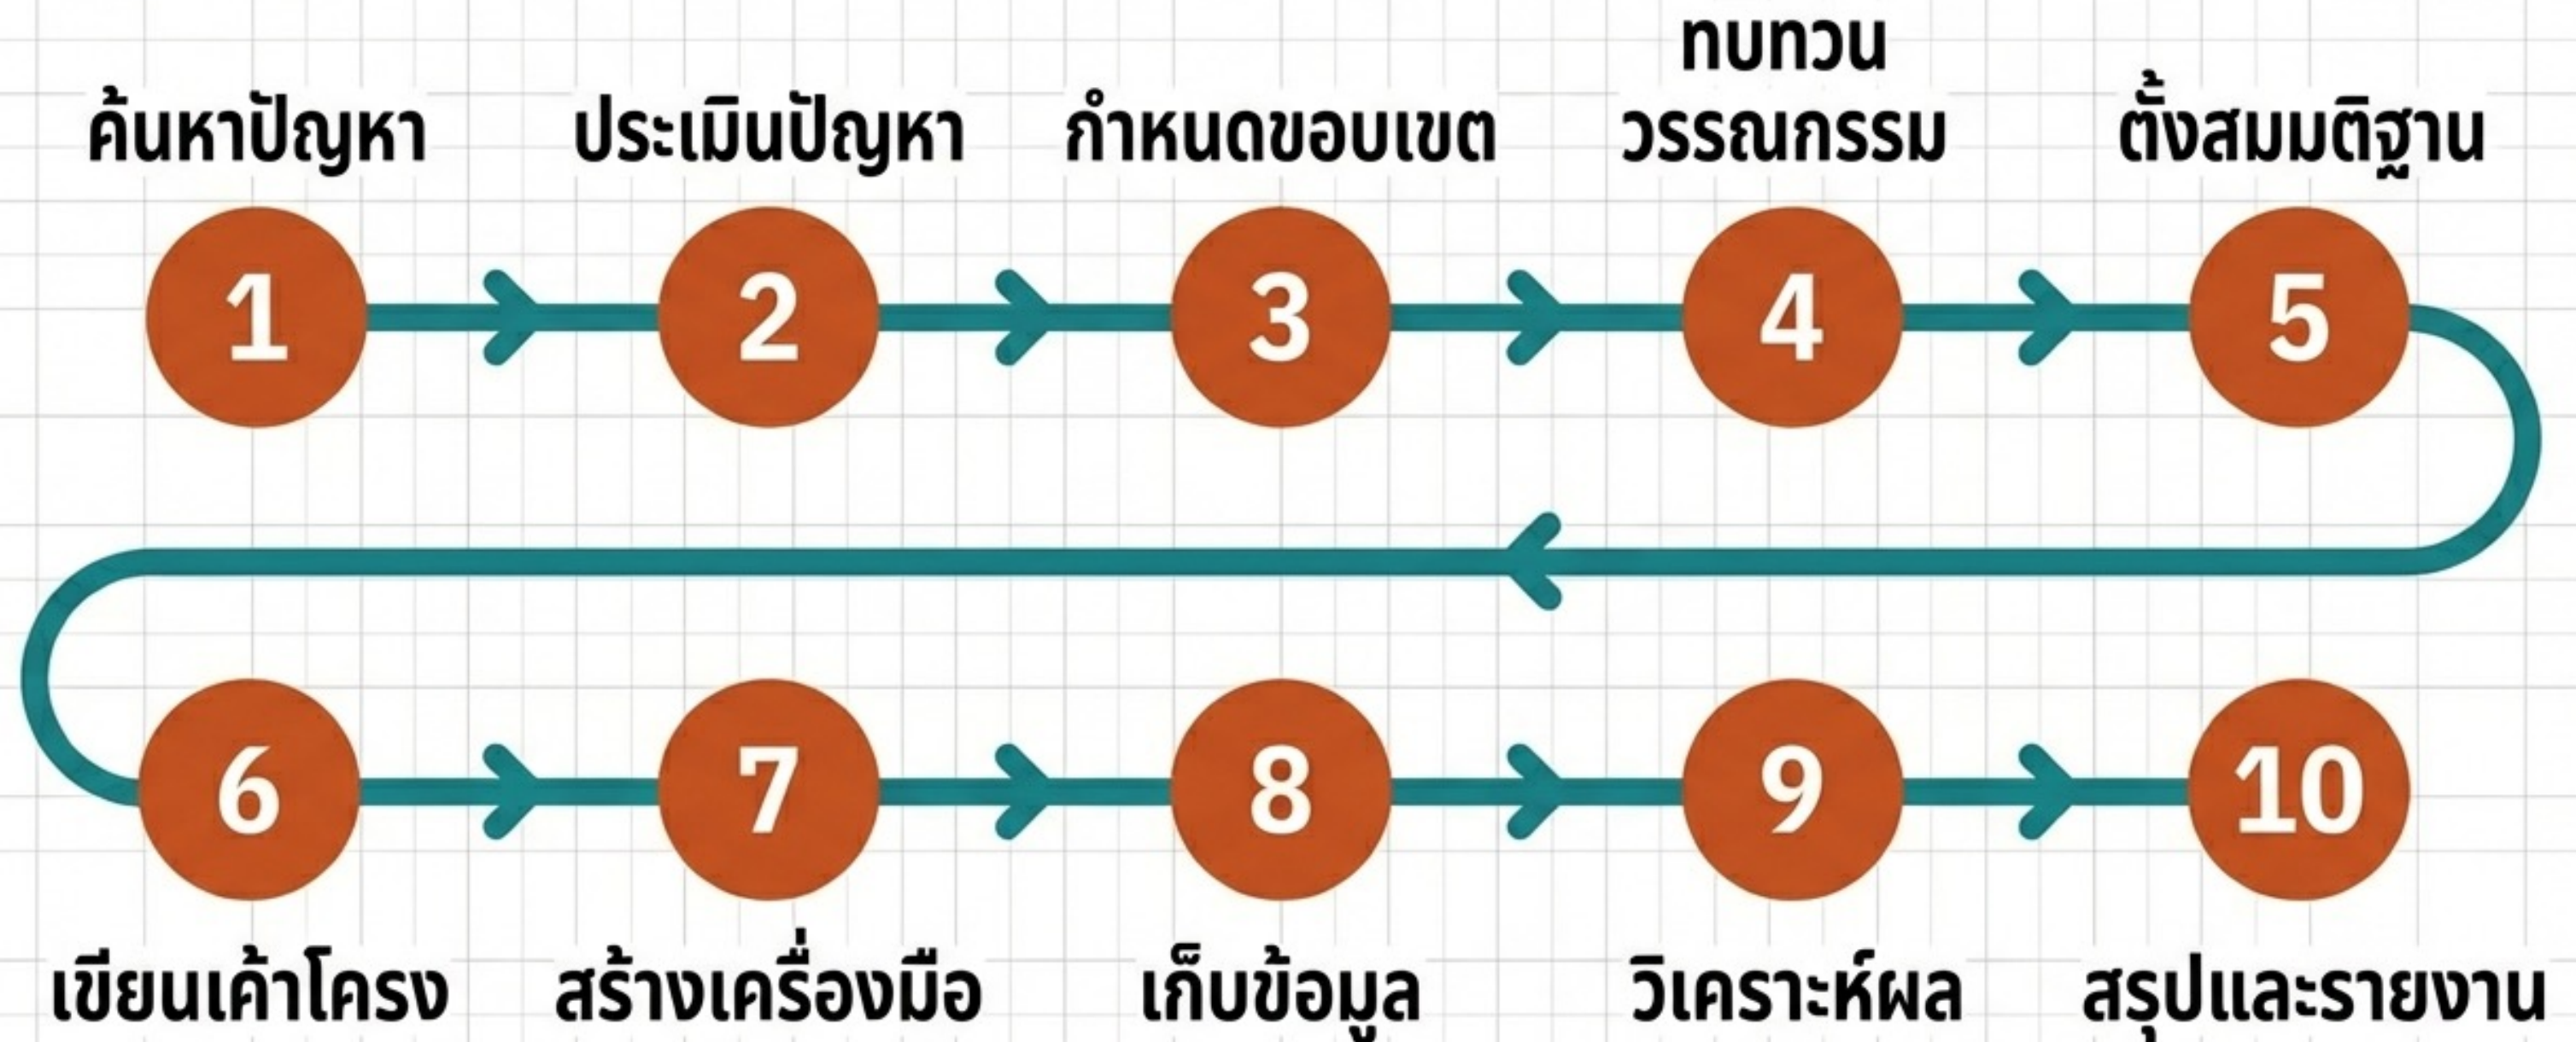 ค้นหาปัญหา
ประเมินปัญหา
กำหนดขอบเขต
ทบทวน
วรรณกรรม
ตั้งสมมติฐาน
1
2
3
4
5
6
7
8
9
10
เขียนเค้าโครง
สร้างเครื่องมือ
เก็บข้อมูล
วิเคราะห์ผล
สรุปและรายงาน